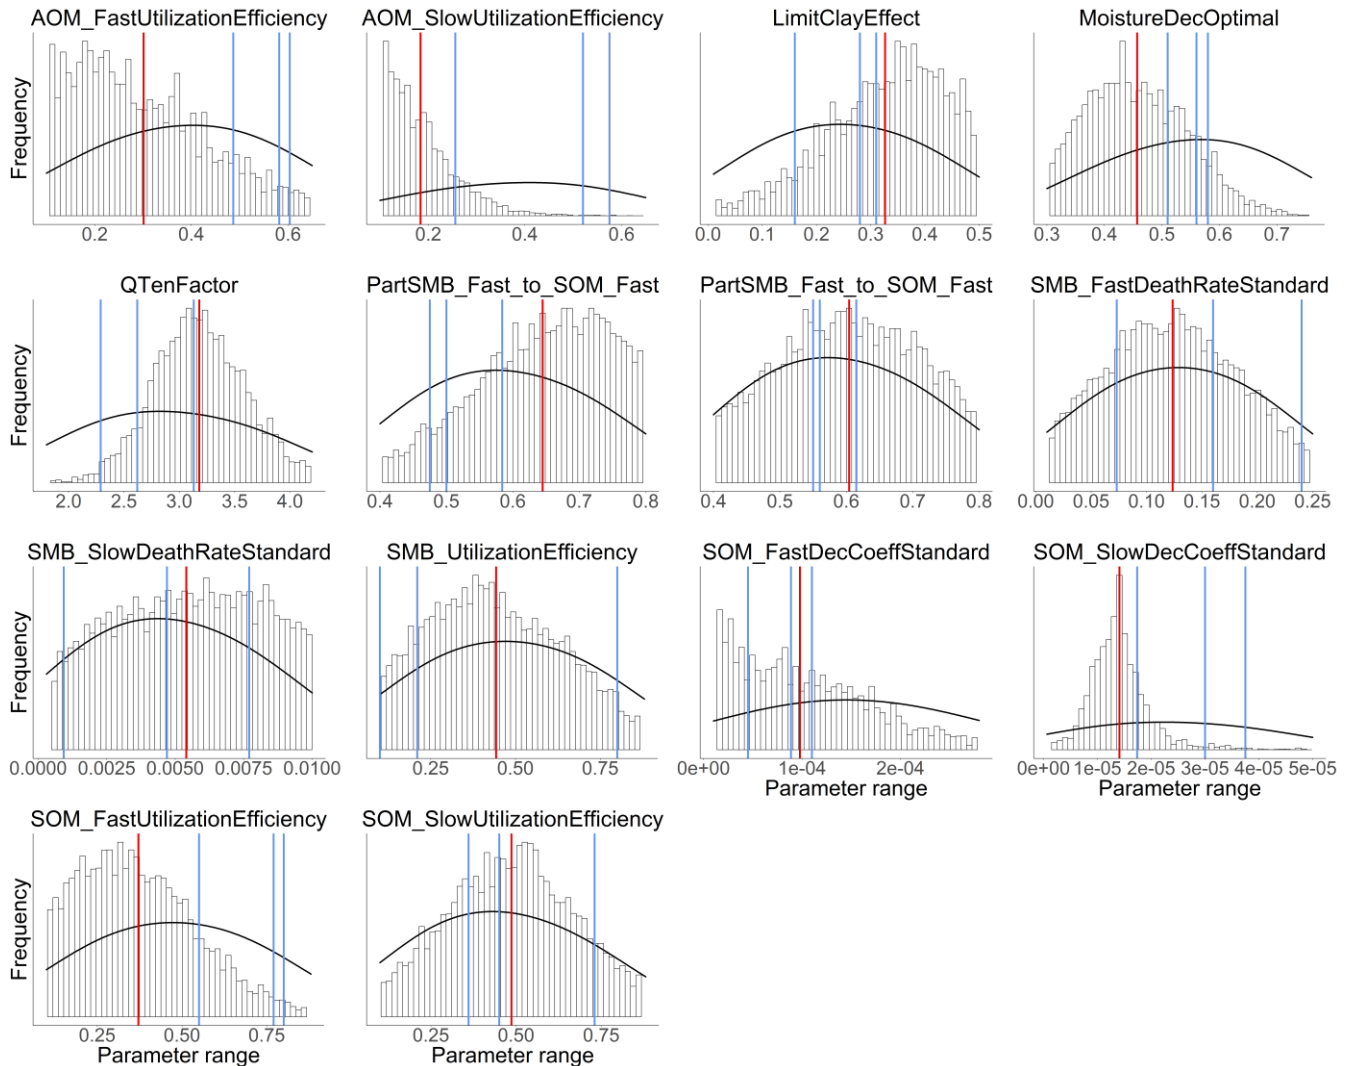 AOM_FastUtilizationEfficiency
AOM_SlowUtilizationEfficiency
LimitClayEffect
MoistureDecOptimal
Frequency
0.2 0.4 0.6
0.2 0.4 0.6
0.0 0.1 0.2 0.3 0.4 0.5
0.3 0.4 0.5 0.6 0.7
QTenFactor
PartSMB_Fast_to_SOM_Fast
PartSMB_Fast_to_SOM_Fast
SMB_FastDeathRateStandard
Frequency
2.0 2.5 3.0 3.5 4.0
0.4 0.5 0.6 0.7 0.8
0.4 0.5 0.6 0.7 0.8
0.00 0.05 0.10 0.15 0.20 0.25
SMB_SlowDeathRateStandard
SMB_UtilizationEfficiency
SOM_FastDecCoeffStandard
SOM_SlowDecCoeffStandard
Frequency
0.0000 0.0025 0.0050 0.0075 0.0100
0.25 0.50 0.75
0e+00 1e-04 2e-04
Parameter range
0e+00 1e-05 2e-05 3e-05 4e-05 5e-05
Parameter range
SOM_FastUtilizationEfficiency
SOM_SlowUtilizationEfficiency
Frequency
0.25 0.50 0.75
Parameter range
0.25 0.50 0.75
Parameter range